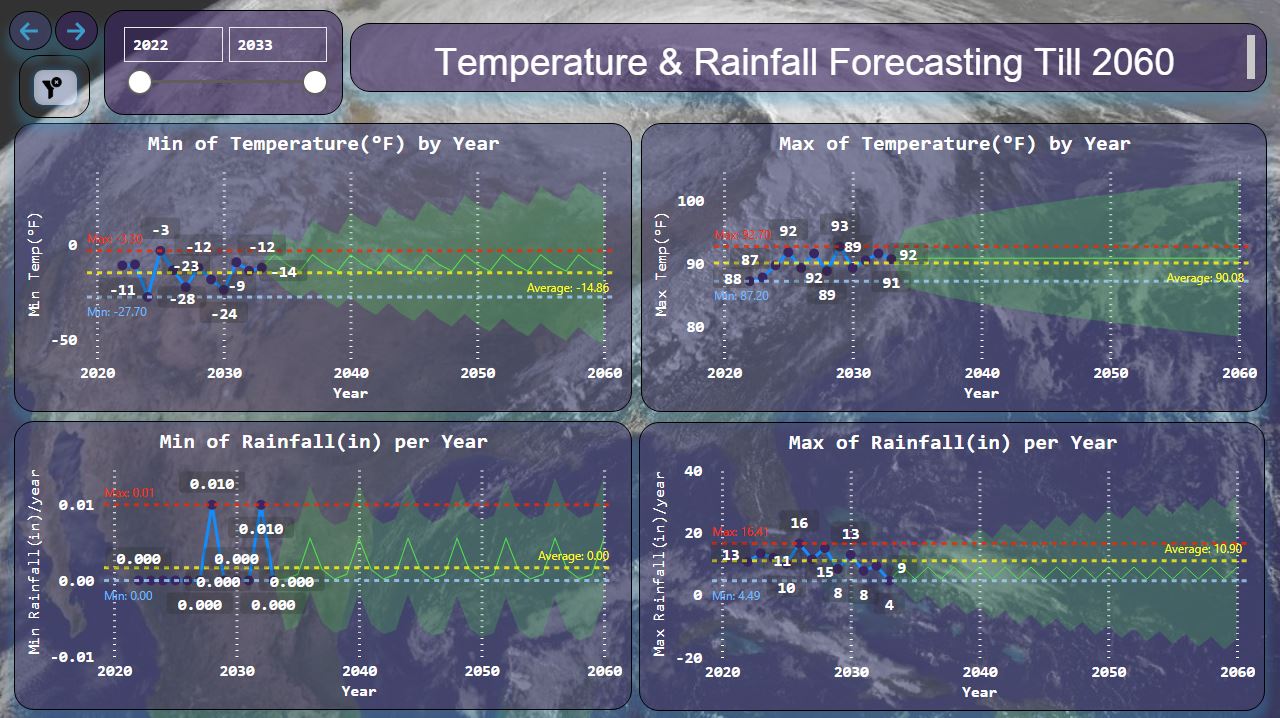 2022
2033
Temperature & Rainfall Forecasting Till 2060
Min of Temperature(ºF) by Year
Min Temp(ºF)
0
-50
-3
-12
-12
-23
-14
-11
-9
-28
-24
Average: -14.86
Min: -27.70
2020
2030
2040
2050
2060
Year
Max of Temperature(ºF) by Year
Max Temp(ºF)
100
90
80
Max: 92.70
92
93
89
87
92
88
92
91
89
Average: 90.08
Min: 87.20
2020
2030
2040
2050
2060
Year
Min of Rainfall(in) per Year
Min Rainfall(in)/year
0.01
0.00
-0.01
Max: 0.01
0.010
0.010
0.000
0.000
0.000
0.000
0.000
0.000
Average: 0.00
Min: 0.00
2020
2030
2040
2050
2060
Year
Max of Rainfall(in) per Year
Max Rainfall(in)/year
40
20
0
-20
Max: 16.41
16
13
13
11
15
9
10
8
8
4
Average: 10.90
Min: 4.49
2020
2030
2040
2050
2060
Year